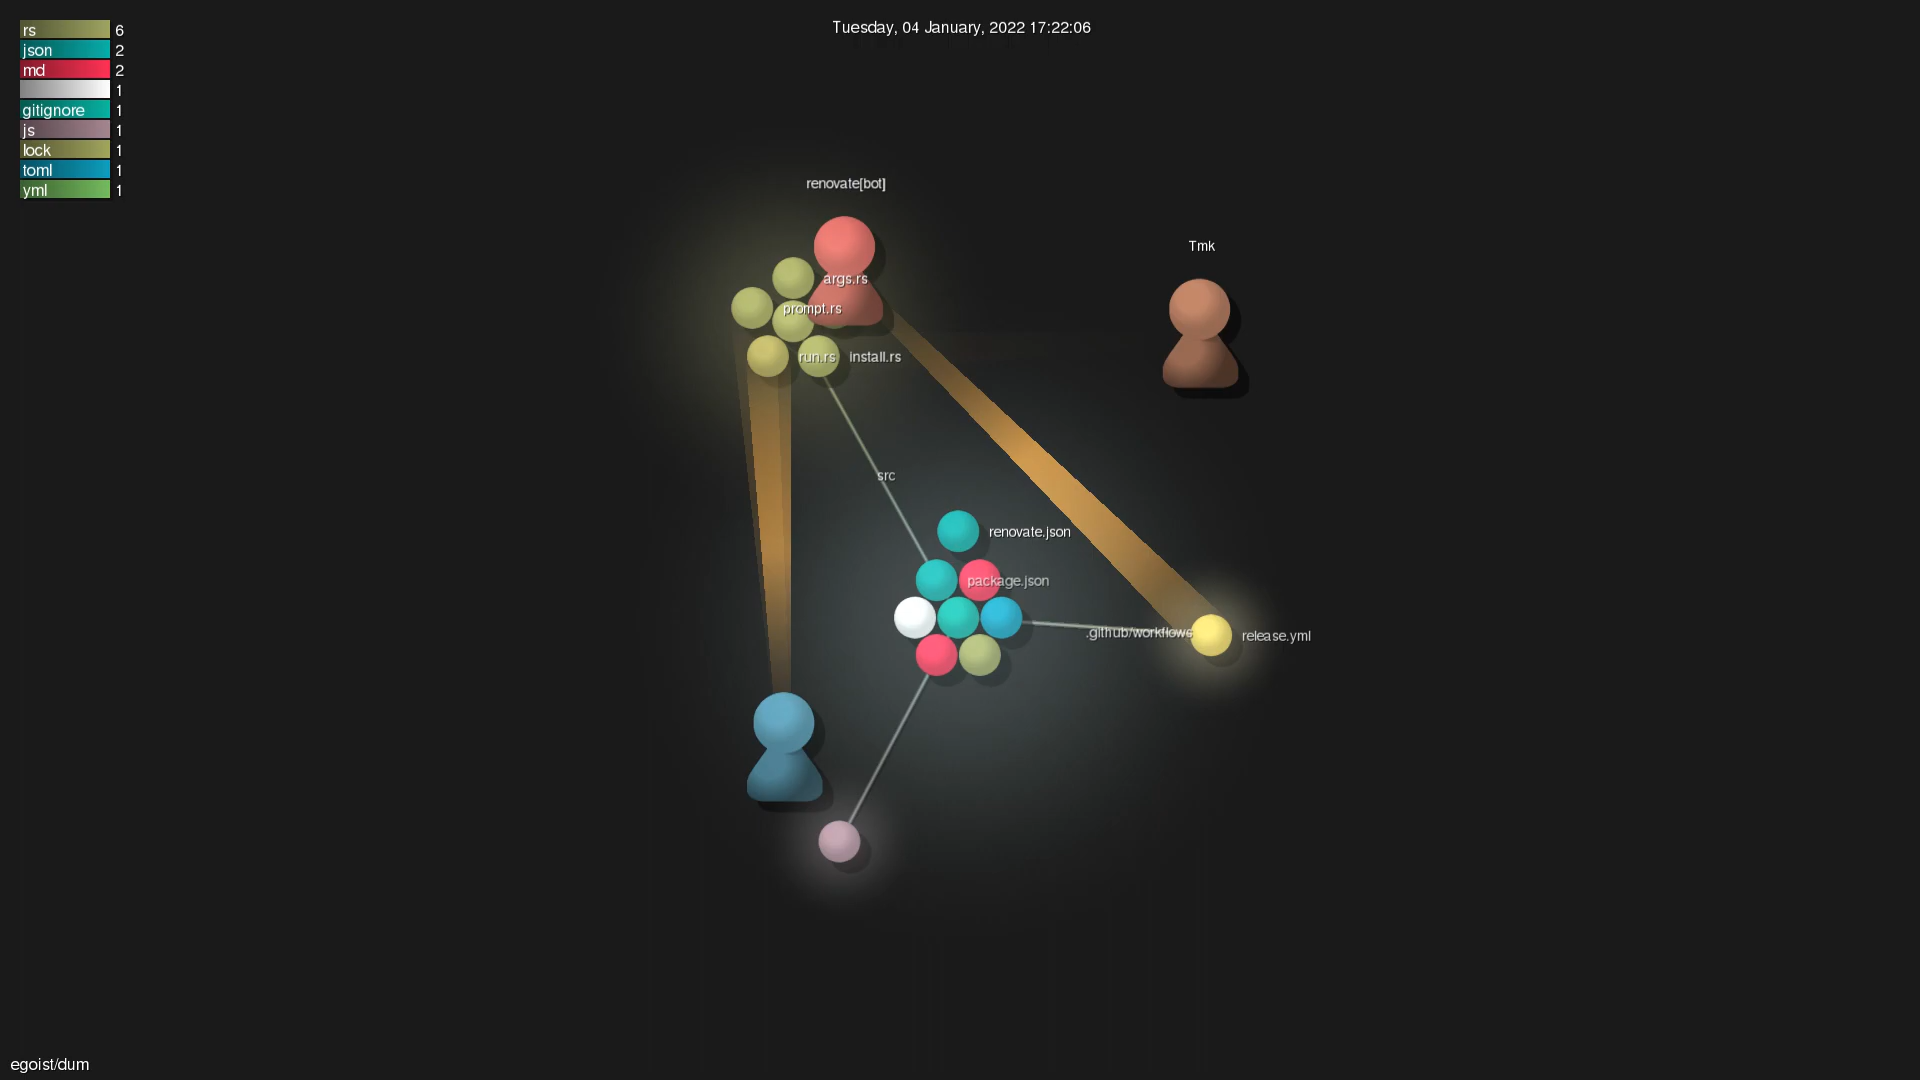 Tuesday, 04 January, 2022 17:22:06
rs 6
json 2
md 2
1
gitignore 1
js 1
lock 1
toml 1
yml 1
renovate[bot]
Tmk
args.rs
prompt.rs
run.rs
install.rs
src
renovate.json
package.json
.github/workflows
release.yml
egoist/dum